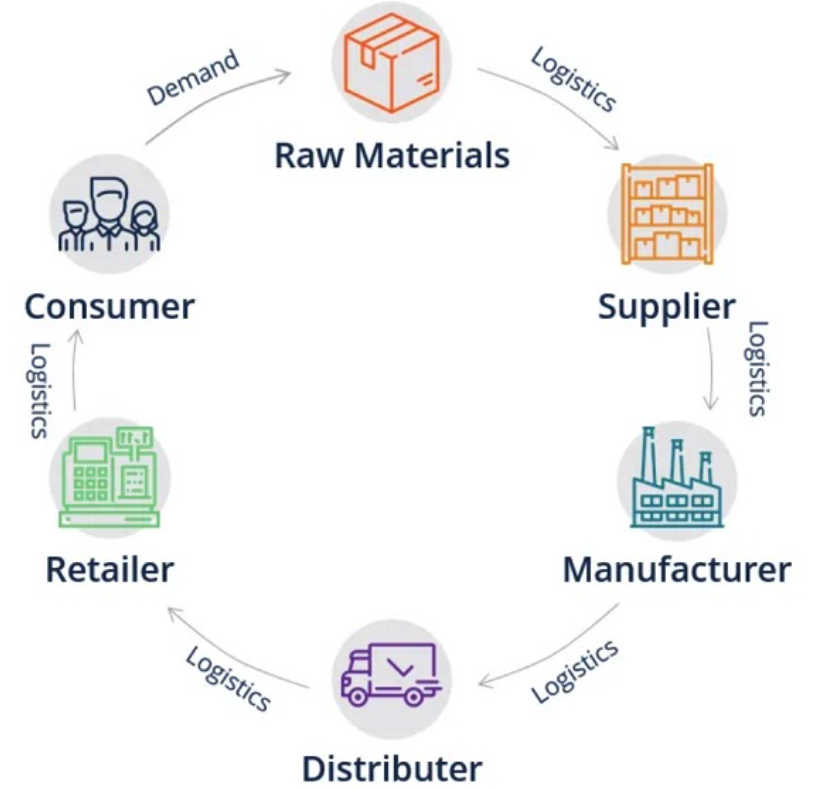 Demand
Raw Materials
Logistics
Supplier
Logistics
Manufacturer
Logistics
Distributer
Logistics
Retailer
Logistics
Consumer